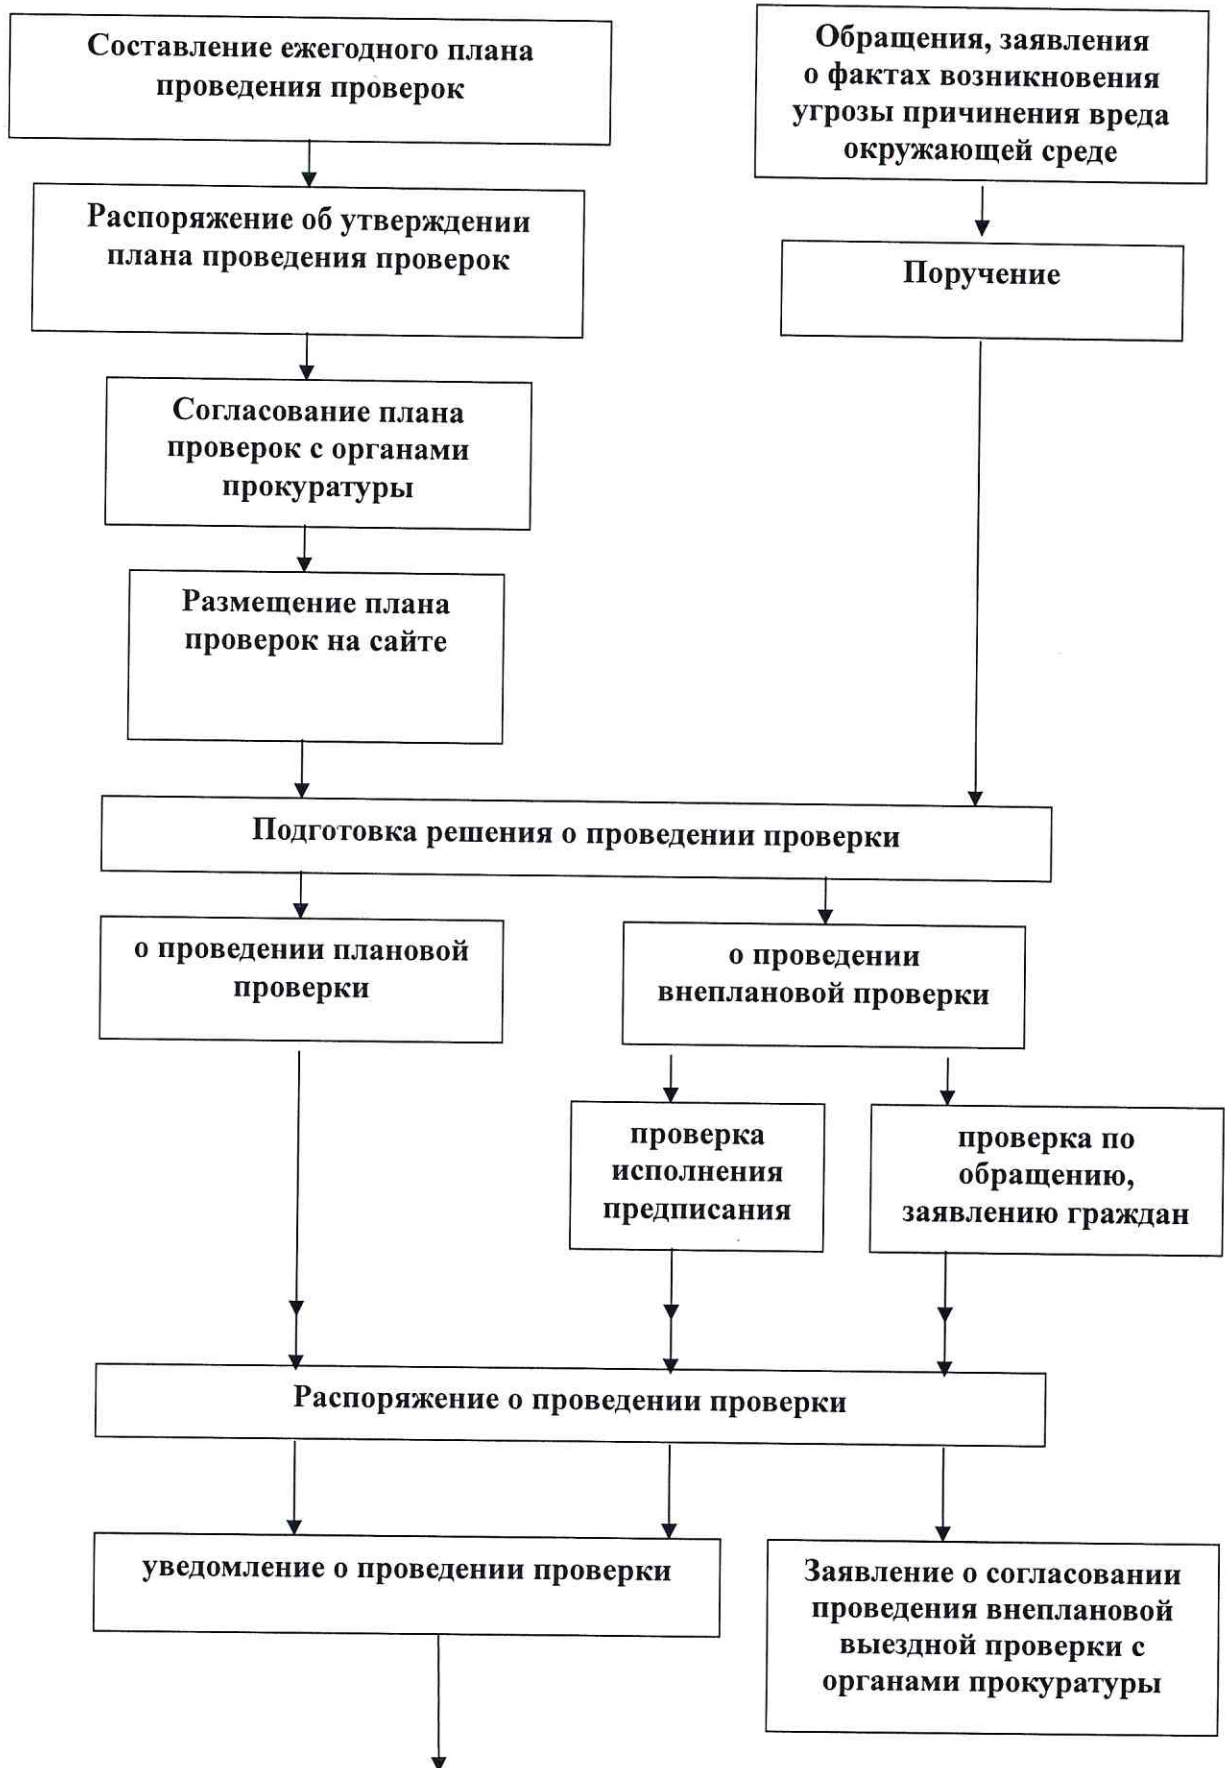 Составление ежегодного плана
проведения проверок
Обращения, заявления
о фактах возникновения
угрозы причинения вреда
окружающей среде
Распоряжение об утверждении
плана проведения проверок
Поручение
Согласование плана
проверок с органами
прокуратуры
Размещение плана
проверок на сайте
Подготовка решения о проведении проверки
о проведении плановой
проверки
о проведении
внеплановой проверки
проверка
исполнения
предписания
проверка по
обращению,
заявлению граждан
Распоряжение о проведении проверки
уведомление о проведении проверки
Заявление о согласовании
проведения внеплановой
выездной проверки с
органами прокуратуры